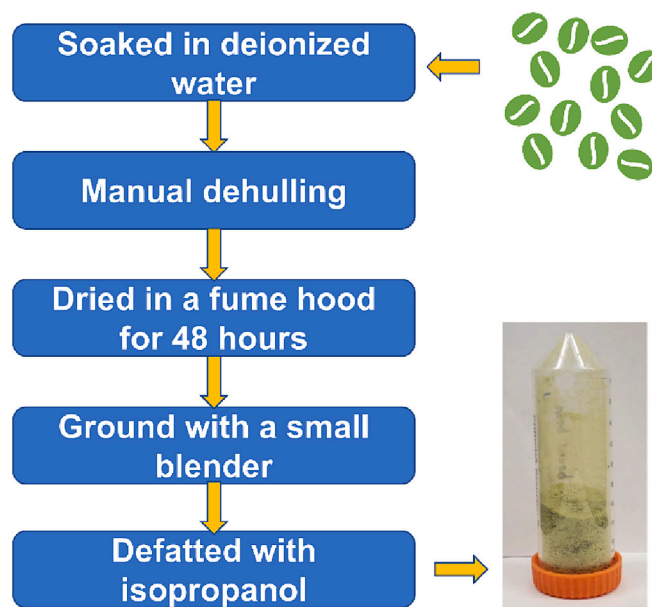 Soaked in deionized
water
Manual dehulling
Dried in a fume hood
for 48 hours
Ground with a small
blender
Defatted with
isopropanol